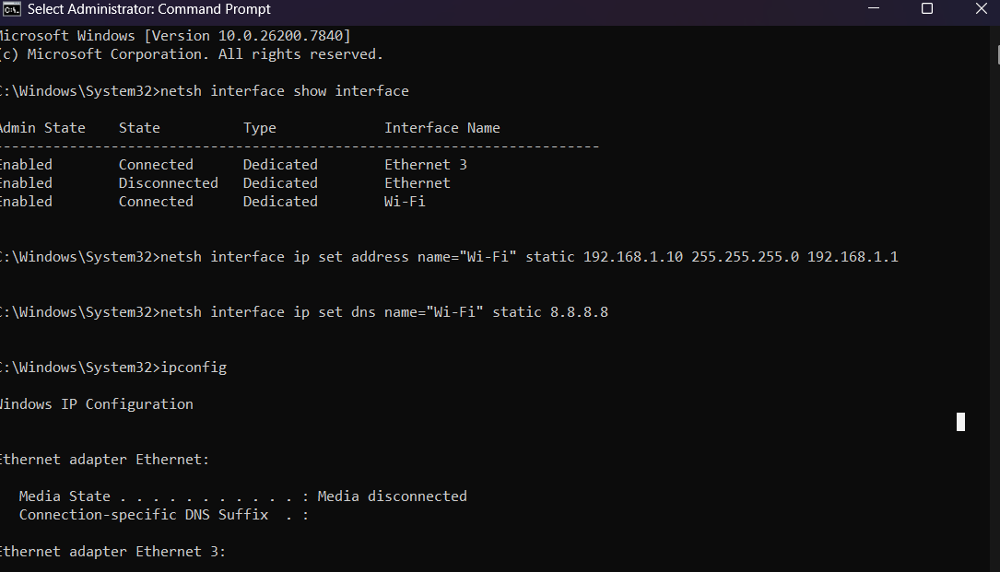 Select Administrator: Command Prompt
Microsoft Windows [Version 10.0.26200.7840]
(c) Microsoft Corporation. All rights reserved.
C:\Windows\System32>netsh interface show interface
Admin State    State          Type             Interface Name
-------------------------------------------------------------------------
Enabled        Connected      Dedicated        Ethernet 3
Enabled        Disconnected   Dedicated        Ethernet
Enabled        Connected      Dedicated        Wi-Fi
C:\Windows\System32>netsh interface ip set address name="Wi-Fi" static 192.168.1.10 255.255.255.0 192.168.1.1
C:\Windows\System32>netsh interface ip set dns name="Wi-Fi" static 8.8.8.8
C:\Windows\System32>ipconfig
Windows IP Configuration
Ethernet adapter Ethernet:
   Media State . . . . . . . . . . . : Media disconnected
   Connection-specific DNS Suffix  . :
Ethernet adapter Ethernet 3: